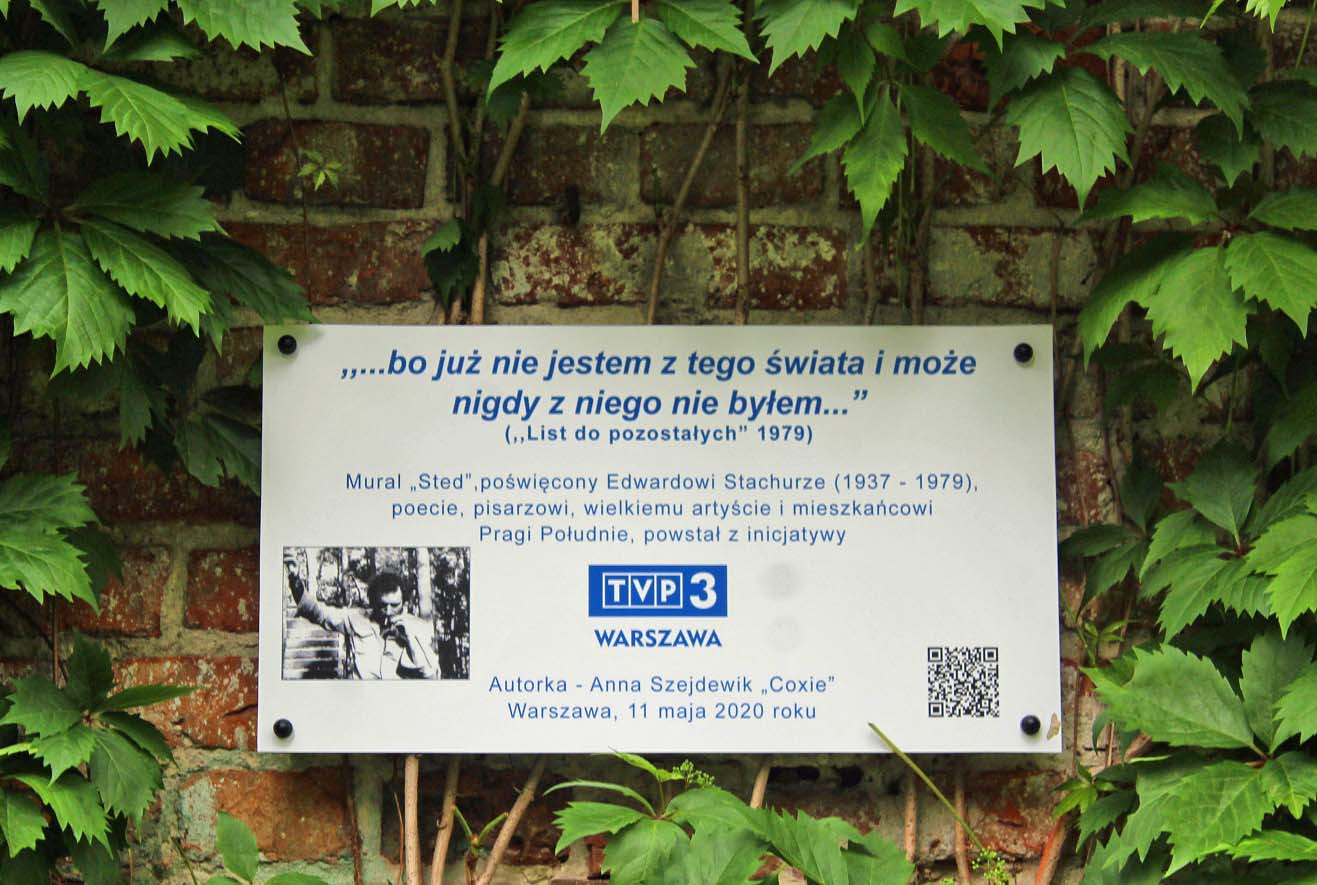 ,,...bo już nie jestem z tego świata i może
nigdy z niego nie byłem...”
(,,List do pozostałych” 1979)
Mural „Sted”,poświęcony Edwardowi Stachurze (1937 - 1979),
poecie, pisarzowi, wielkiemu artyście i mieszkańcowi
Pragi Południe, powstał z inicjatywy
TVP 3
WARSZAWA
Autorka - Anna Szejdewik „Coxie”
Warszawa, 11 maja 2020 roku